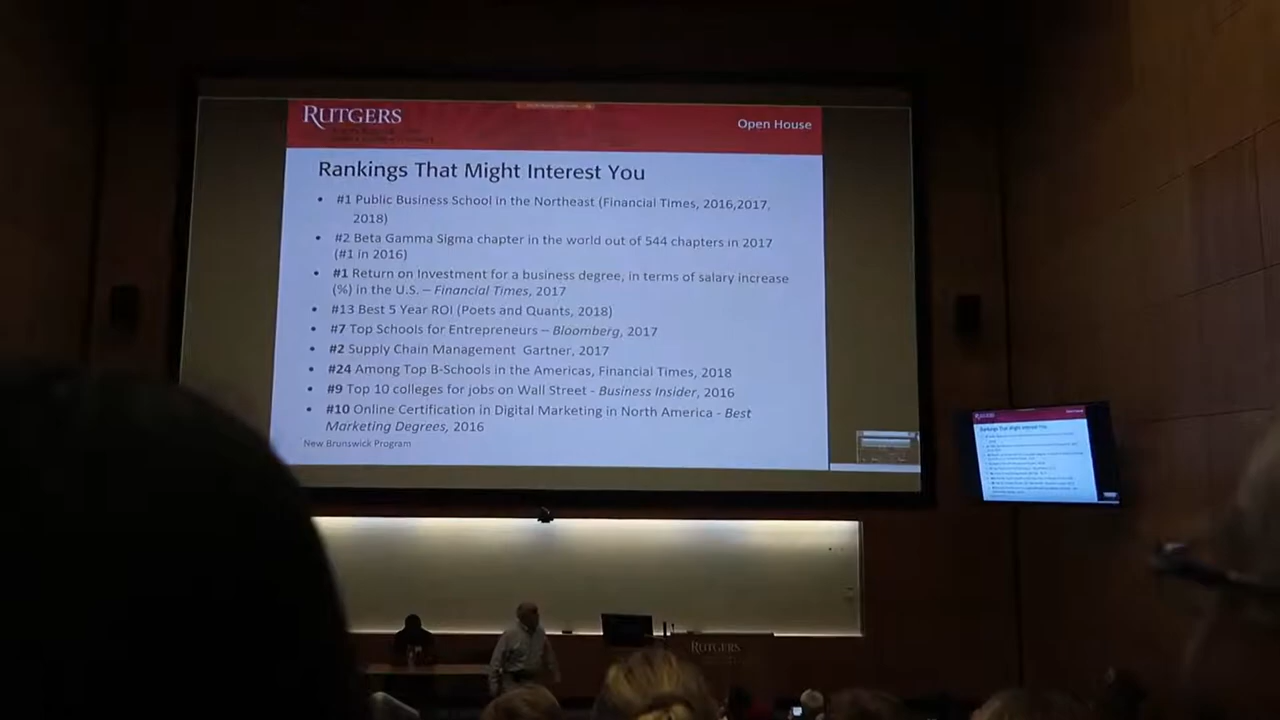 RUTGERS
Open House
Rankings That Might Interest You
• #1 Public Business School in the Northeast (Financial Times, 2016,2017,
2018)
• #2 Beta Gamma Sigma chapter in the world out of 544 chapters in 2017
(#1 in 2016)
• #1 Return on Investment for a business degree, in terms of salary increase
(%) in the U.S. – Financial Times, 2017
• #13 Best 5 Year ROI (Poets and Quants, 2018)
• #7 Top Schools for Entrepreneurs – Bloomberg, 2017
• #2 Supply Chain Management Gartner, 2017
• #24 Among Top B-Schools in the Americas, Financial Times, 2018
• #9 Top 10 colleges for jobs on Wall Street - Business Insider, 2016
• #10 Online Certification in Digital Marketing in North America - Best
Marketing Degrees, 2016
New Brunswick Program
RUTGERS
Rankings That Might Interest You
RUTGERS